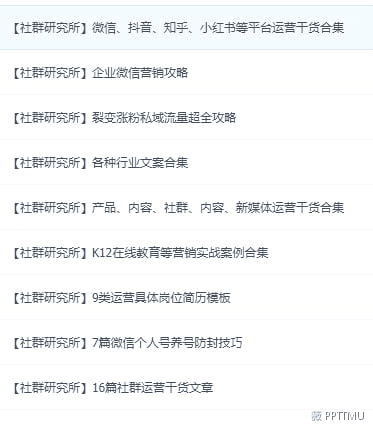 【社群研究所】微信、抖音、知乎、小红书等平台运营干货合集
【社群研究所】企业微信营销攻略
【社群研究所】裂变涨粉私域流量超全攻略
【社群研究所】各种行业文案合集
【社群研究所】产品、内容、社群、内容、新媒体运营干货合集
【社群研究所】K12在线教育等营销实战案例合集
【社群研究所】9类运营具体岗位简历模板
【社群研究所】7篇微信个人号养号防封技巧
【社群研究所】16篇社群运营干货文章
薇 PPTTMU